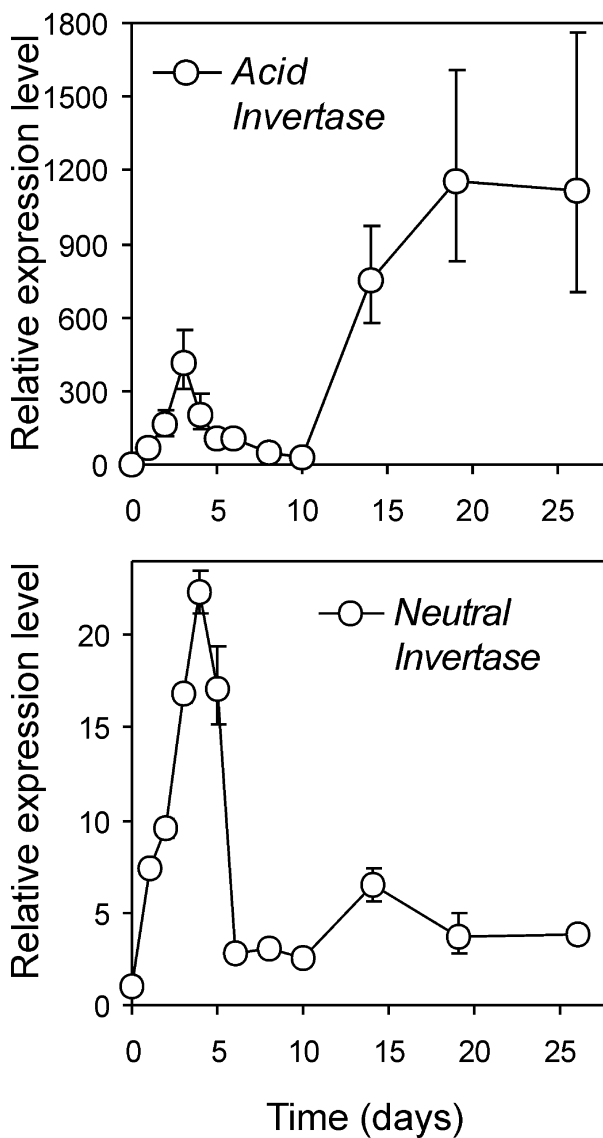 Relative expression level
1800
1500
1200
900
600
300
0
Acid
Invertase
0 5 10 15 20 25
Relative expression level
20
15
10
5
0
Neutral
Invertase
0 5 10 15 20 25
Time (days)